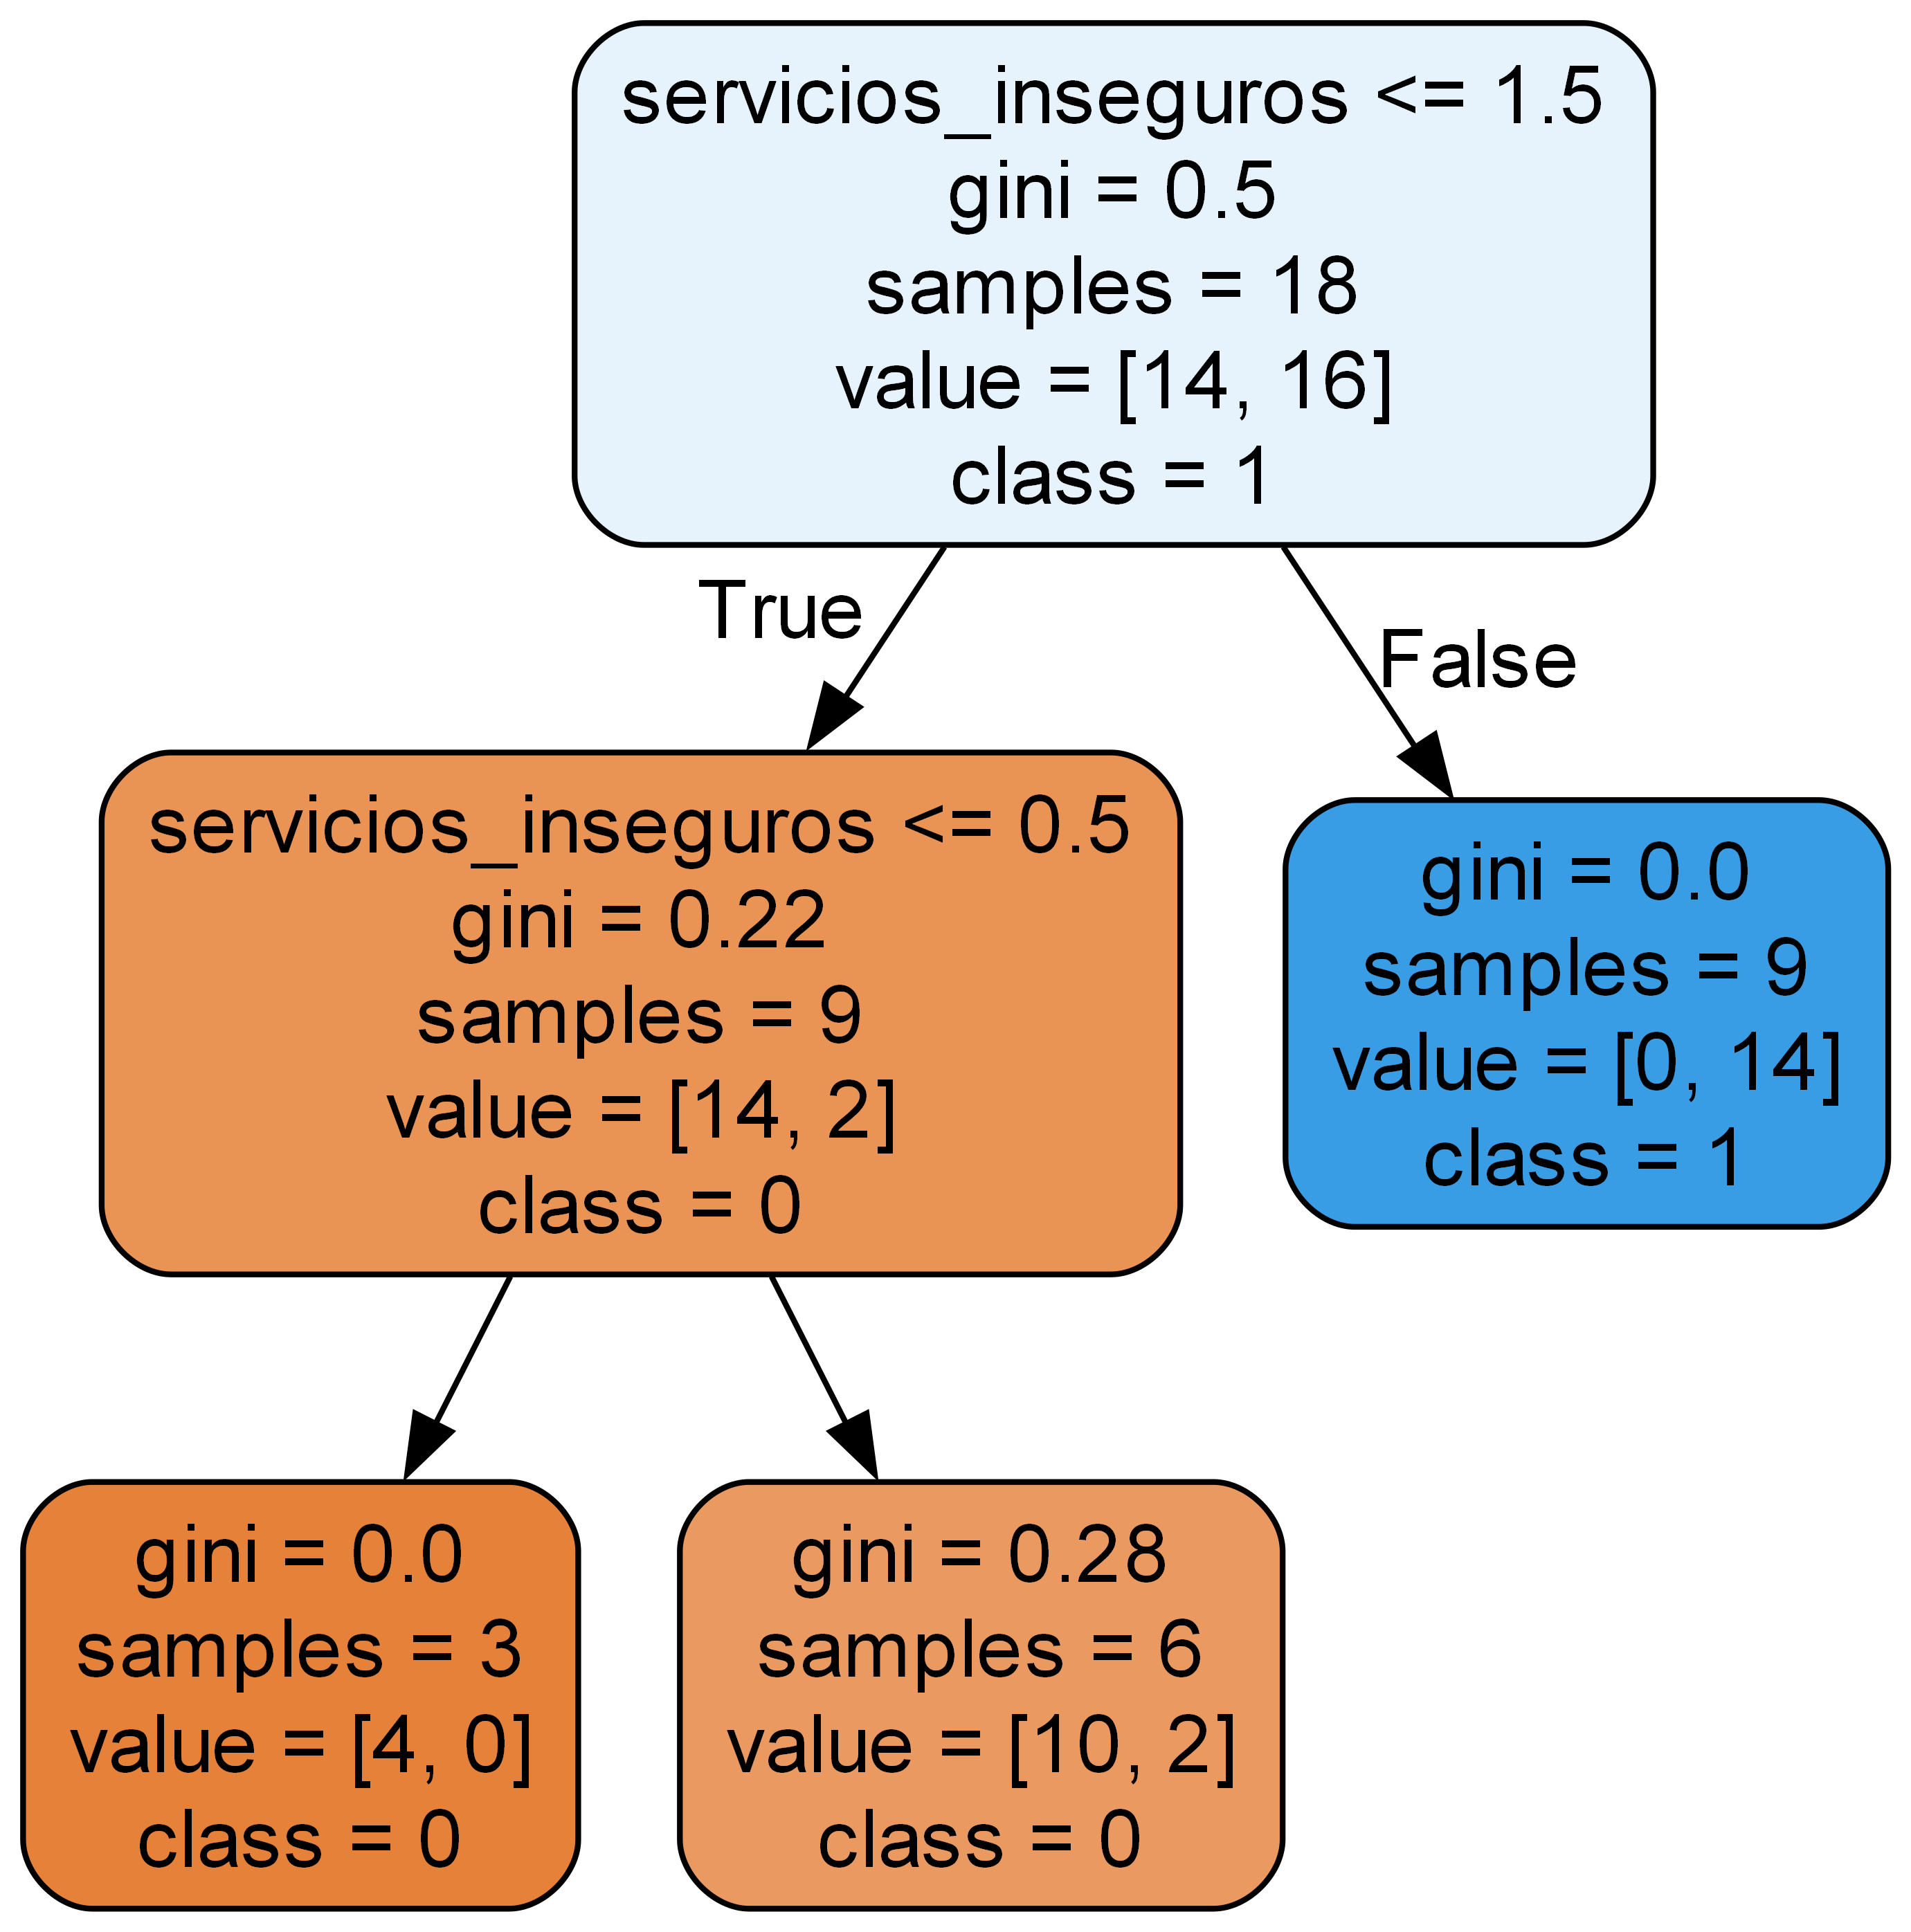 servicios_inseguros <= 1.5
gini = 0.5
samples = 18
value = [14, 16]
class = 1
True
False
servicios_inseguros <= 0.5
gini = 0.22
samples = 9
value = [14, 2]
class = 0
gini = 0.0
samples = 9
value = [0, 14]
class = 1
gini = 0.0
samples = 3
value = [4, 0]
class = 0
gini = 0.28
samples = 6
value = [10, 2]
class = 0